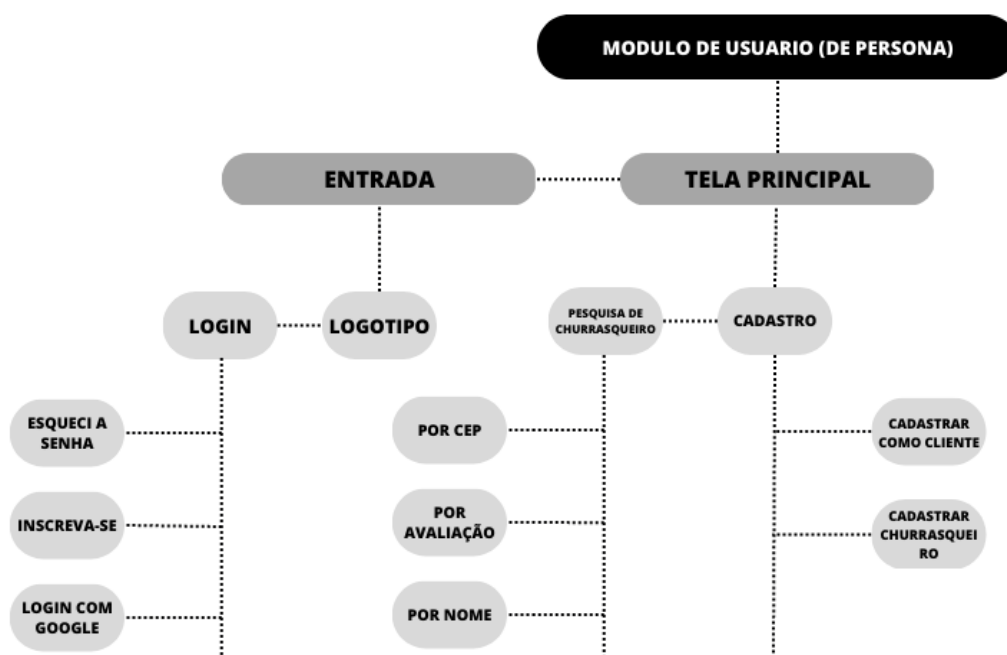 MODULO DE USUARIO (DE PERSONA)
ENTRADA
TELA PRINCIPAL
LOGIN
LOGOTIPO
PESQUISA DE
CHURRASQUEIRO
CADASTRO
ESQUECI A
SENHA
INSCREVA-SE
LOGIN COM
GOOGLE
POR CEP
POR
AVALIAÇÃO
POR NOME
CADASTRAR
COMO CLIENTE
CADASTRAR
CHURRASQUEI
RO